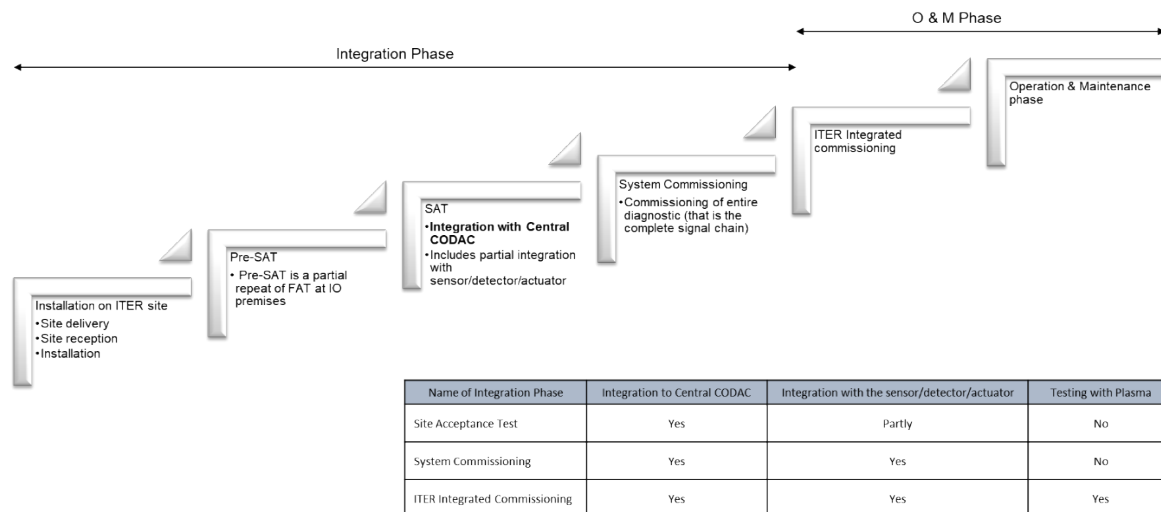 O & M Phase
Integration Phase
Operation & Maintenance
phase
ITER Integrated
commissioning
System Commissioning
•Commissioning of entire
diagnostic (that is the
complete signal chain)
SAT
•Integration with Central
CODAC
•Includes partial integration
with
sensor/detector/actuator
Pre-SAT
• Pre-SAT is a partial
repeat of FAT at IO
premises
Installation on ITER site
•Site delivery
•Site reception
•Installation
Name of Integration Phase Integration to Central CODAC Integration with the sensor/detector/actuator Testing with Plasma
Site Acceptance Test Yes Partly No
System Commissioning Yes Yes No
ITER Integrated Commissioning Yes Yes Yes